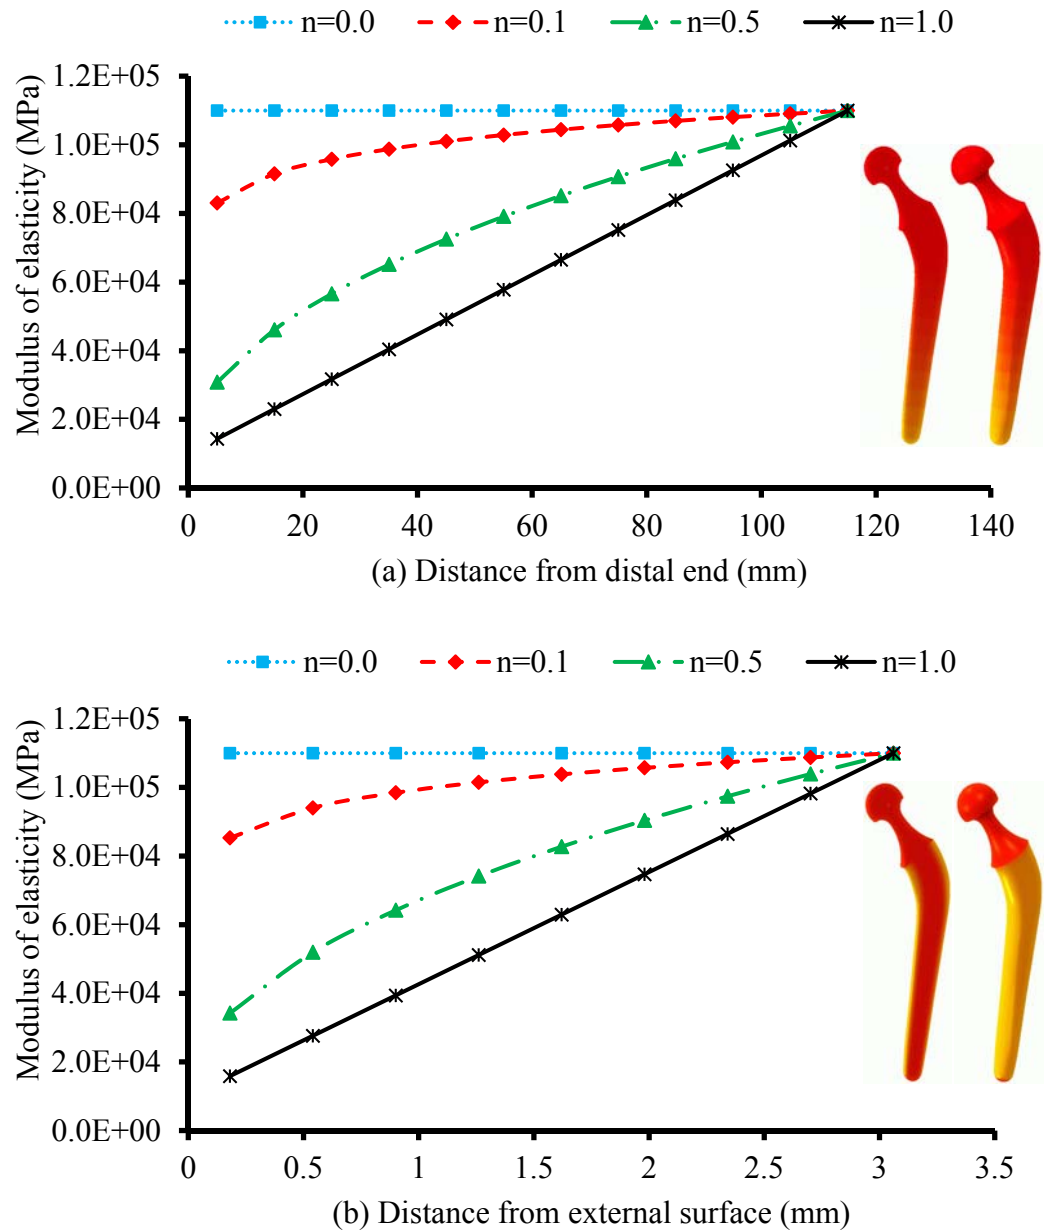 n=0.0 n=0.1 n=0.5 n=1.0
Modulus of elasticity (MPa)
1.2E+05
1.0E+05
8.0E+04
6.0E+04
4.0E+04
2.0E+04
0.0E+00
0 20 40 60 80 100 120 140
(a) Distance from distal end (mm)
n=0.0 n=0.1 n=0.5 n=1.0
Modulus of elasticity (MPa)
1.2E+05
1.0E+05
8.0E+04
6.0E+04
4.0E+04
2.0E+04
0.0E+00
0 0.5 1 1.5 2 2.5 3 3.5
(b) Distance from external surface (mm)